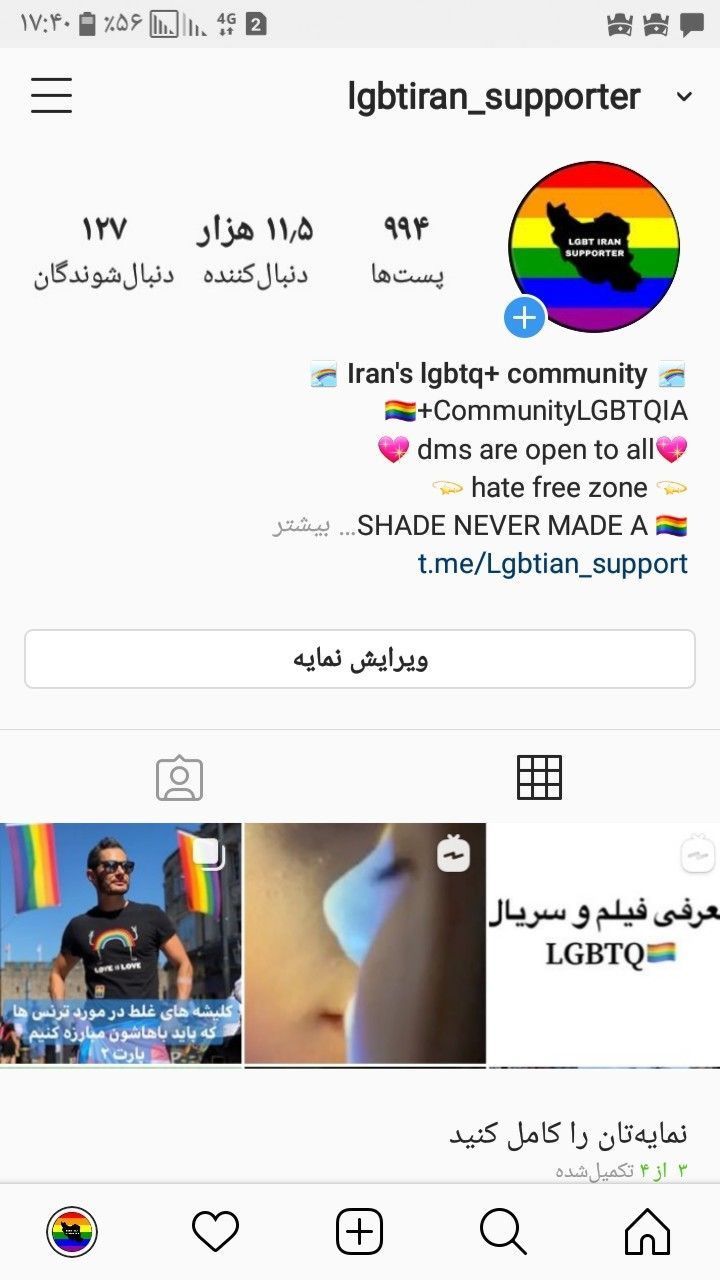 ۱۷:۴۰ ٪۵۶ 4G 2
lgbtiran_supporter
LGBT IRAN
SUPPORTER
۹۹۴ ۱۱٫۵ هزار ۱۲۷
پست‌ها دنبال‌کننده دنبال‌شوندگان
🌈 Iran's lgbtq+ community 🌈
🏳️‍🌈+CommunityLGBTQIA
💖 dms are open to all💖
💫 hate free zone 💫
🏳️‍🌈 SHADE NEVER MADE A... بیشتر
t.me/Lgbtian_support
ویرایش نمایه
LOVE is LOVE
کلیشه های غلط در مورد ترنس ها
که باید باهاشون مبارزه کنیم
پارت ۲
عرفی فیلم و سریال
LGBTQ🏳️‍🌈
نمایه‌تان را کامل کنید
۳ از ۴ تکمیل‌شده